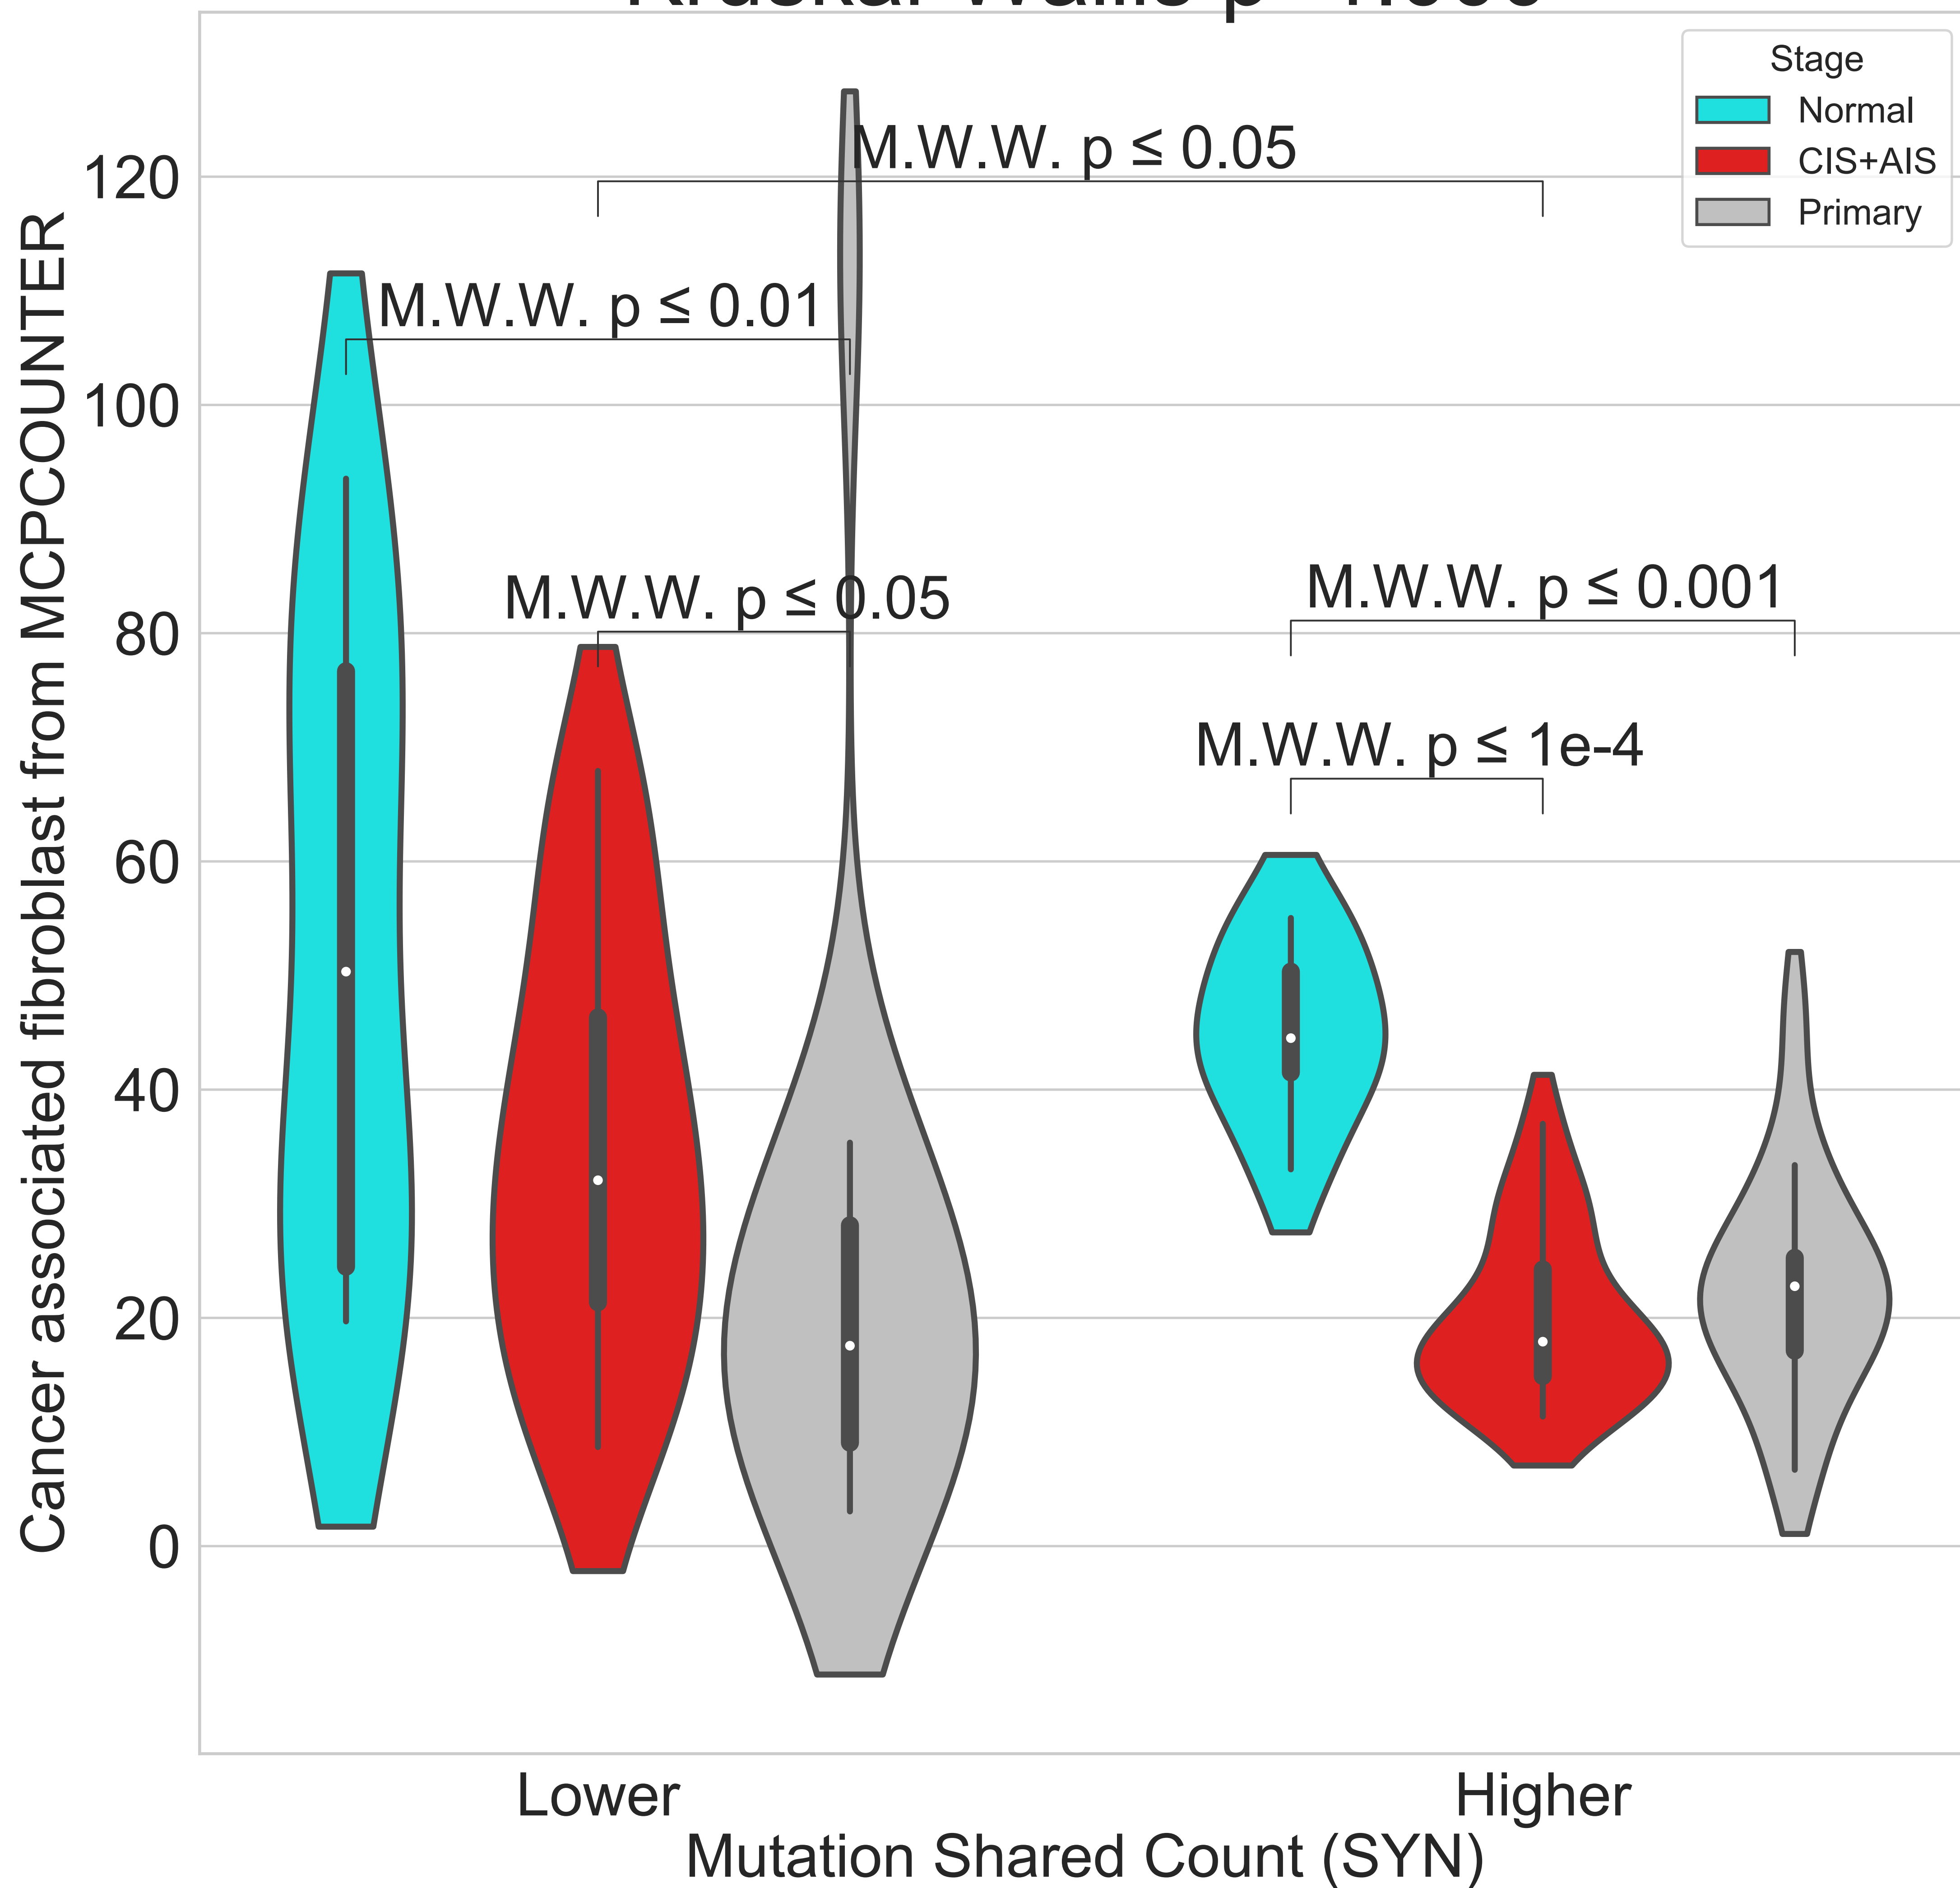 Stage
Normal
CIS+AIS
Primary
M.W.W. p ≤ 0.05
M.W.W. p ≤ 0.01
M.W.W. p ≤ 0.05
M.W.W. p ≤ 0.001
M.W.W. p ≤ 1e-4
Cancer associated fibroblast from MCPCOUNTER
120
100
80
60
40
20
0
Lower
Higher
Mutation Shared Count (SYN)